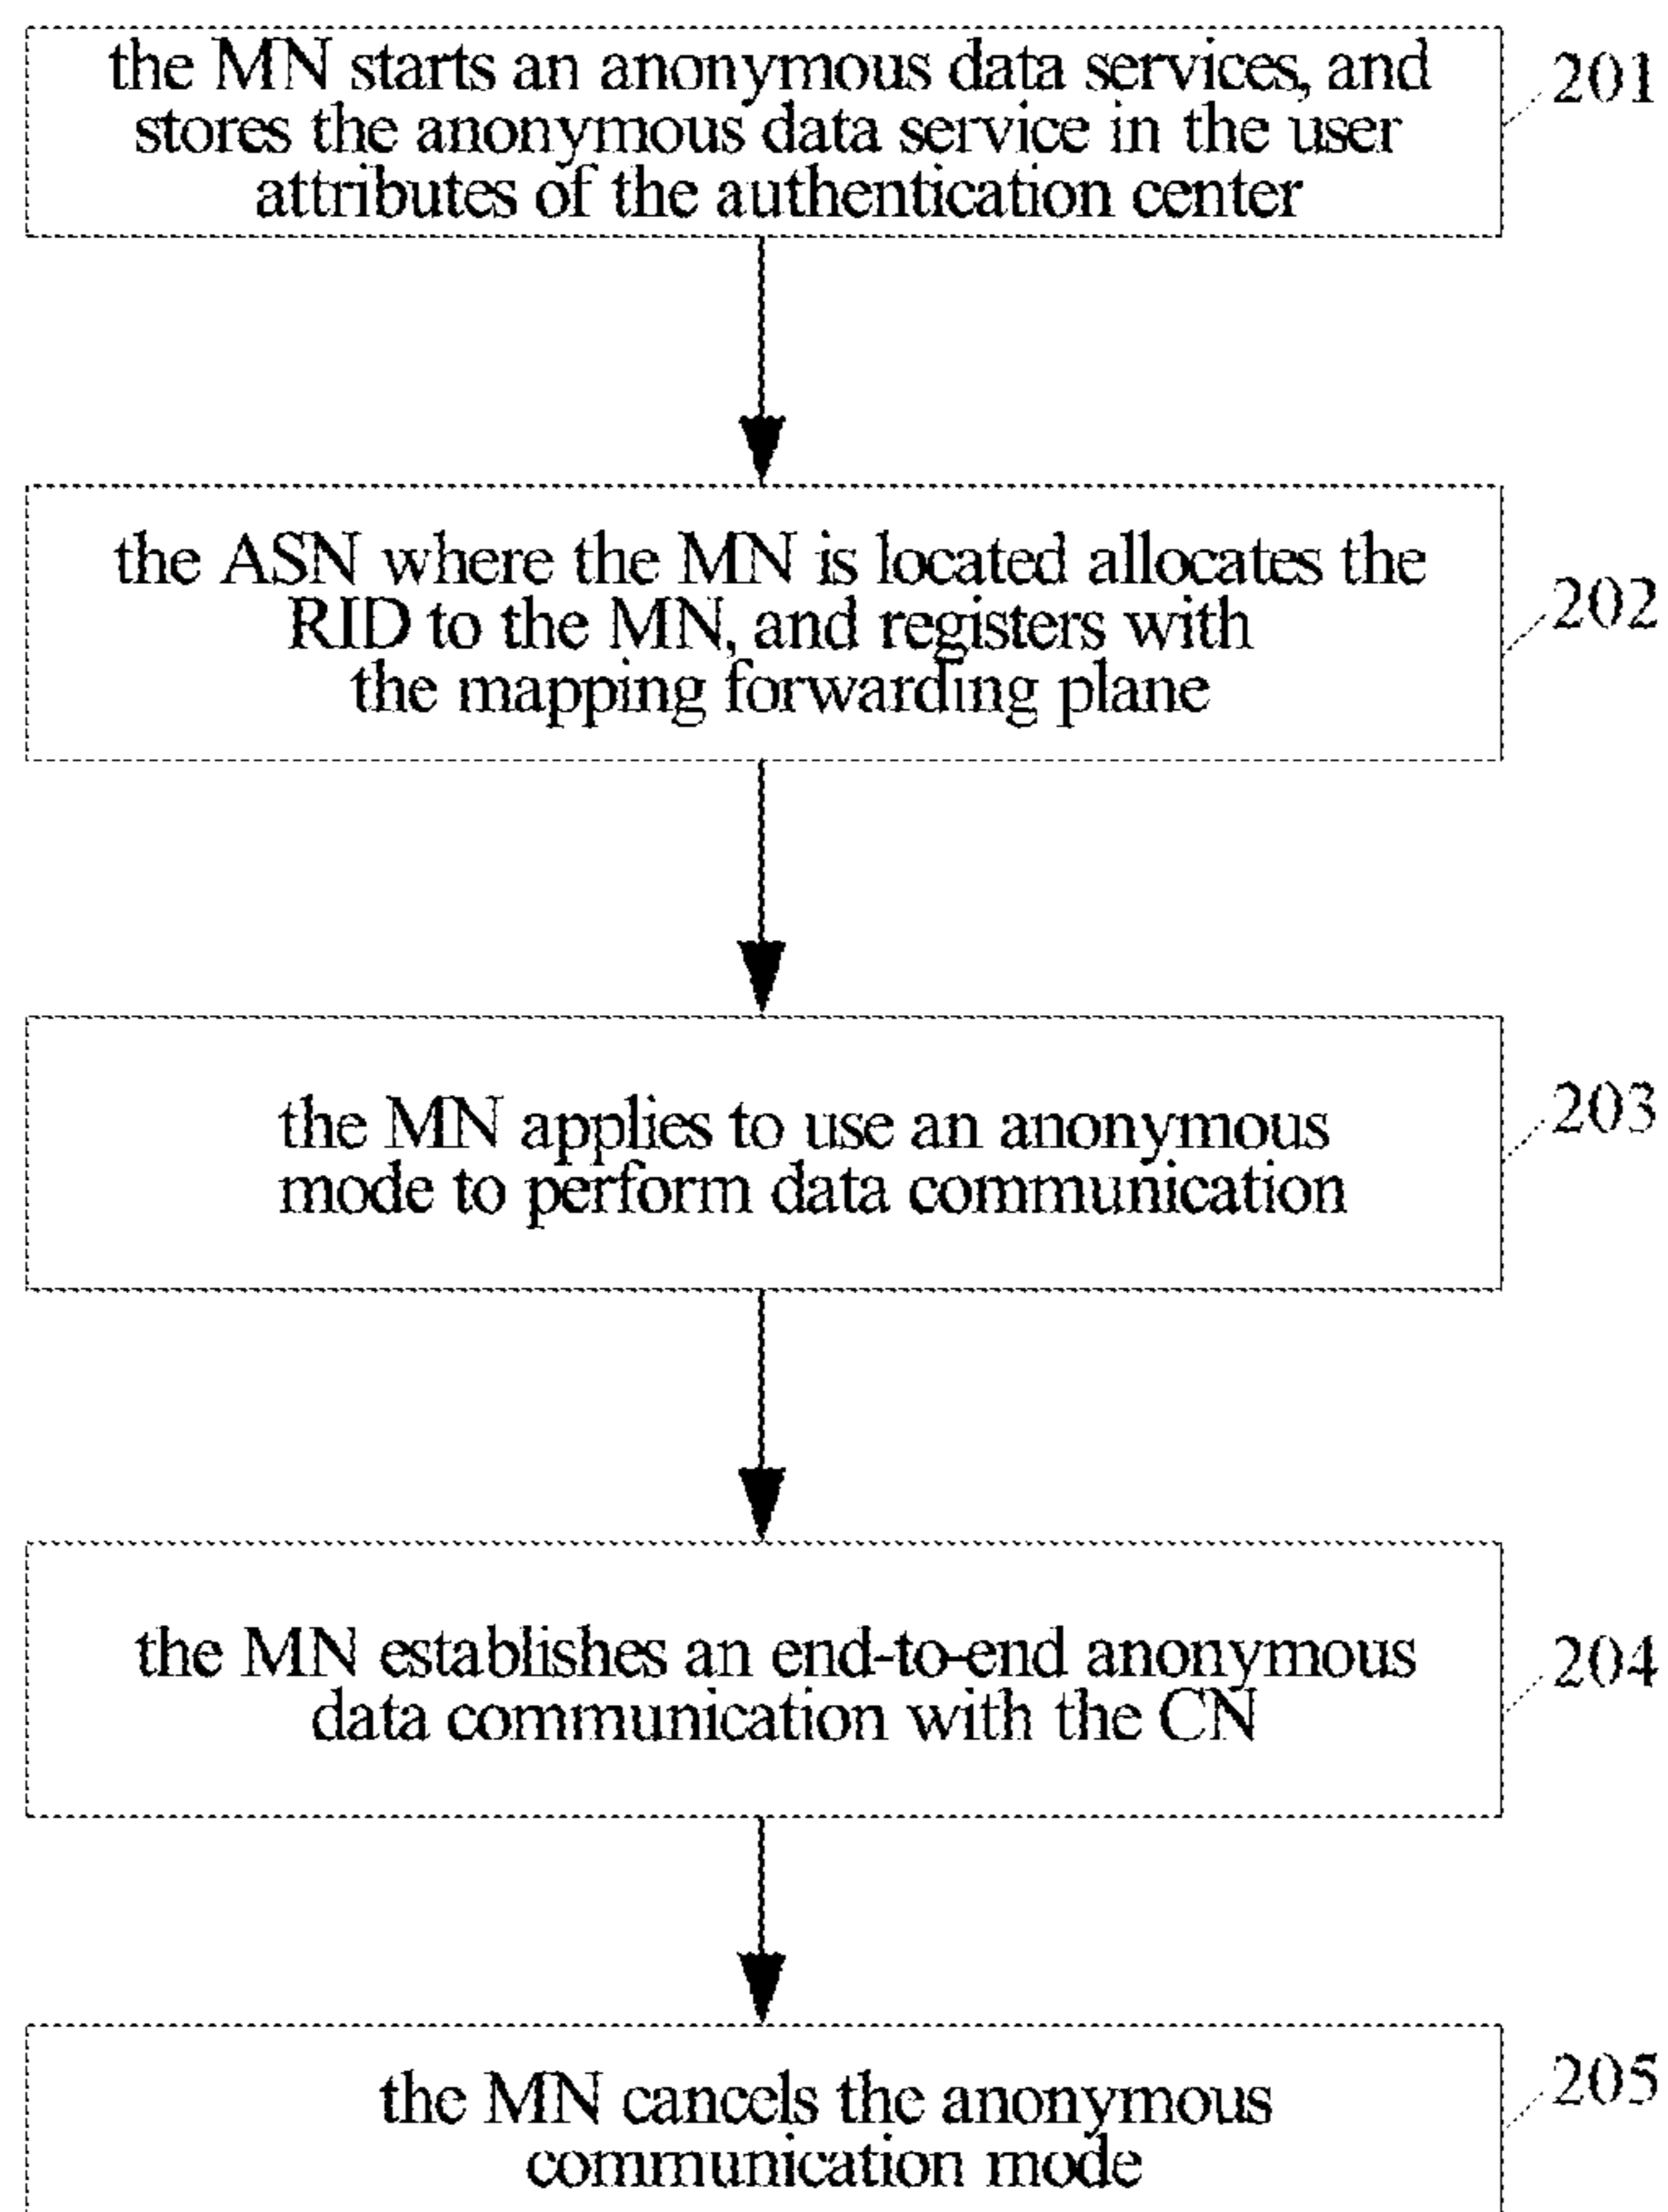 the MN starts an anonymous data services, and
stores the anonymous data service in the user
attributes of the authentication center
201
the ASN where the MN is located allocates the
RID to the MN, and registers with
the mapping forwarding plane
202
the MN applies to use an anonymous
mode to perform data communication
203
the MN establishes an end-to-end anonymous
data communication with the CN
204
the MN cancels the anonymous
communication mode
205